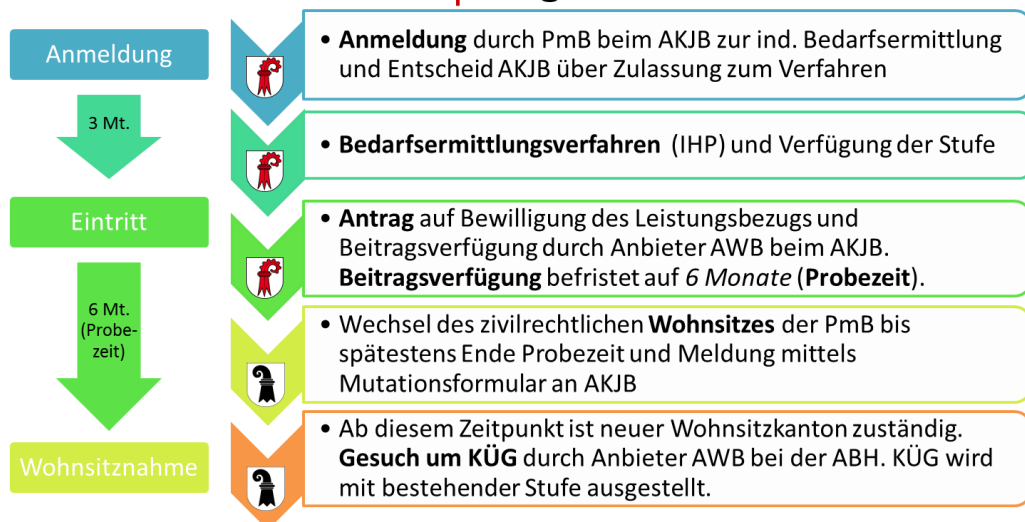 Anmeldung
• Anmeldung durch PmB beim AKJB zur ind. Bedarfsermittlung
und Entscheid AKJB über Zulassung zum Verfahren
3 Mt.
• Bedarfsermittlungsverfahren (IHP) und Verfügung der Stufe
Eintritt
• Antrag auf Bewilligung des Leistungsbezugs und
Beitragsverfügung durch Anbieter AWB beim AKJB.
Beitragsverfügung befristet auf 6 Monate (Probezeit).
6 Mt.
(Probe-
zeit)
• Wechsel des zivilrechtlichen Wohnsitzes der PmB bis
spätestens Ende Probezeit und Meldung mittels
Mutationsformular an AKJB
Wohnsitznahme
• Ab diesem Zeitpunkt ist neuer Wohnsitzkanton zuständig.
Gesuch um KÜG durch Anbieter AWB bei der ABH. KÜG wird
mit bestehender Stufe ausgestellt.